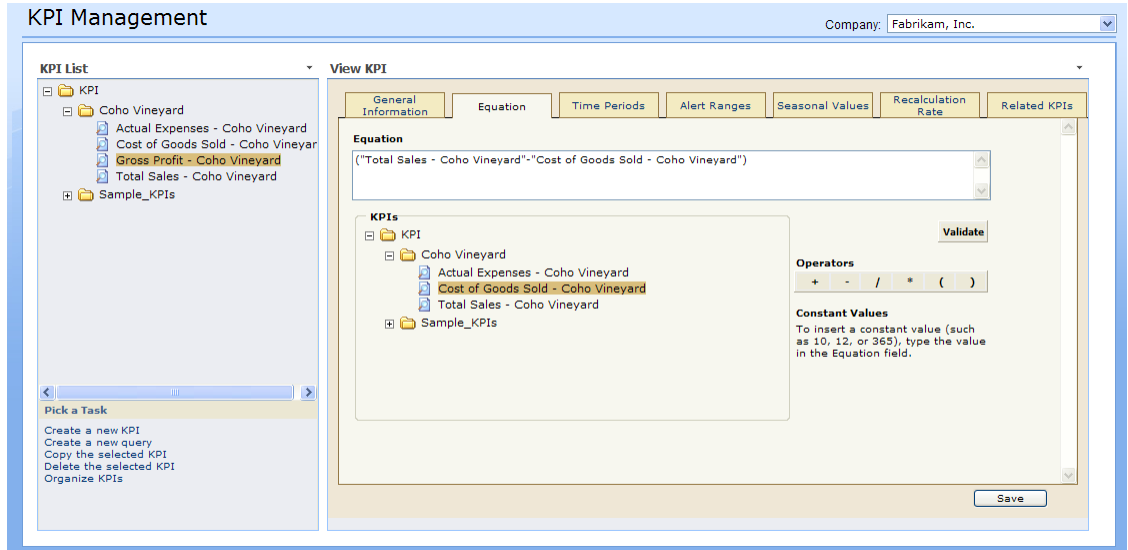 KPI Management
Company: Fabrikam, Inc.
KPI List
KPI
Coho Vineyard
Actual Expenses - Coho Vineyard
Cost of Goods Sold - Coho Vineyar
Gross Profit - Coho Vineyard
Total Sales - Coho Vineyard
Sample_KPIs
Pick a Task
Create a new KPI
Create a new query
Copy the selected KPI
Delete the selected KPI
Organize KPIs
View KPI
General
Information
Equation
Time Periods
Alert Ranges
Seasonal Values
Recalculation
Rate
Related KPIs
Equation
("Total Sales - Coho Vineyard"-"Cost of Goods Sold - Coho Vineyard")
KPIs
KPI
Coho Vineyard
Actual Expenses - Coho Vineyard
Cost of Goods Sold - Coho Vineyard
Total Sales - Coho Vineyard
Sample_KPIs
Validate
Operators
+ - / * ( )
Constant Values
To insert a constant value (such
as 10, 12, or 365), type the value
in the Equation field.
Save